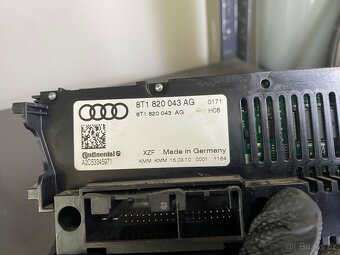 8T1 820 043 AG 0171
8T1 820 043 AG H08
XZF Made in Germany
Continental
A2C53345971
KMM KMM 15.03.10 0001 1164